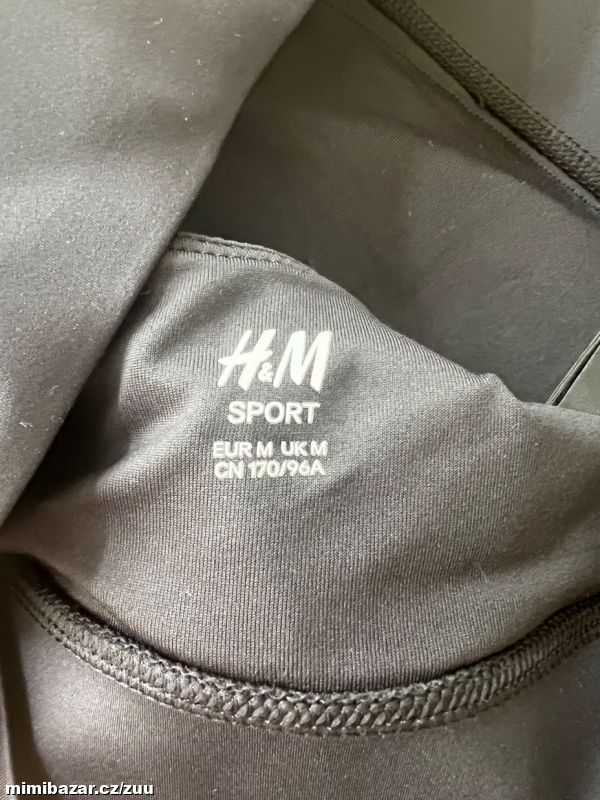 H&M
SPORT
EUR M UK M
CN 170/96A
mimibazar.cz/zuu